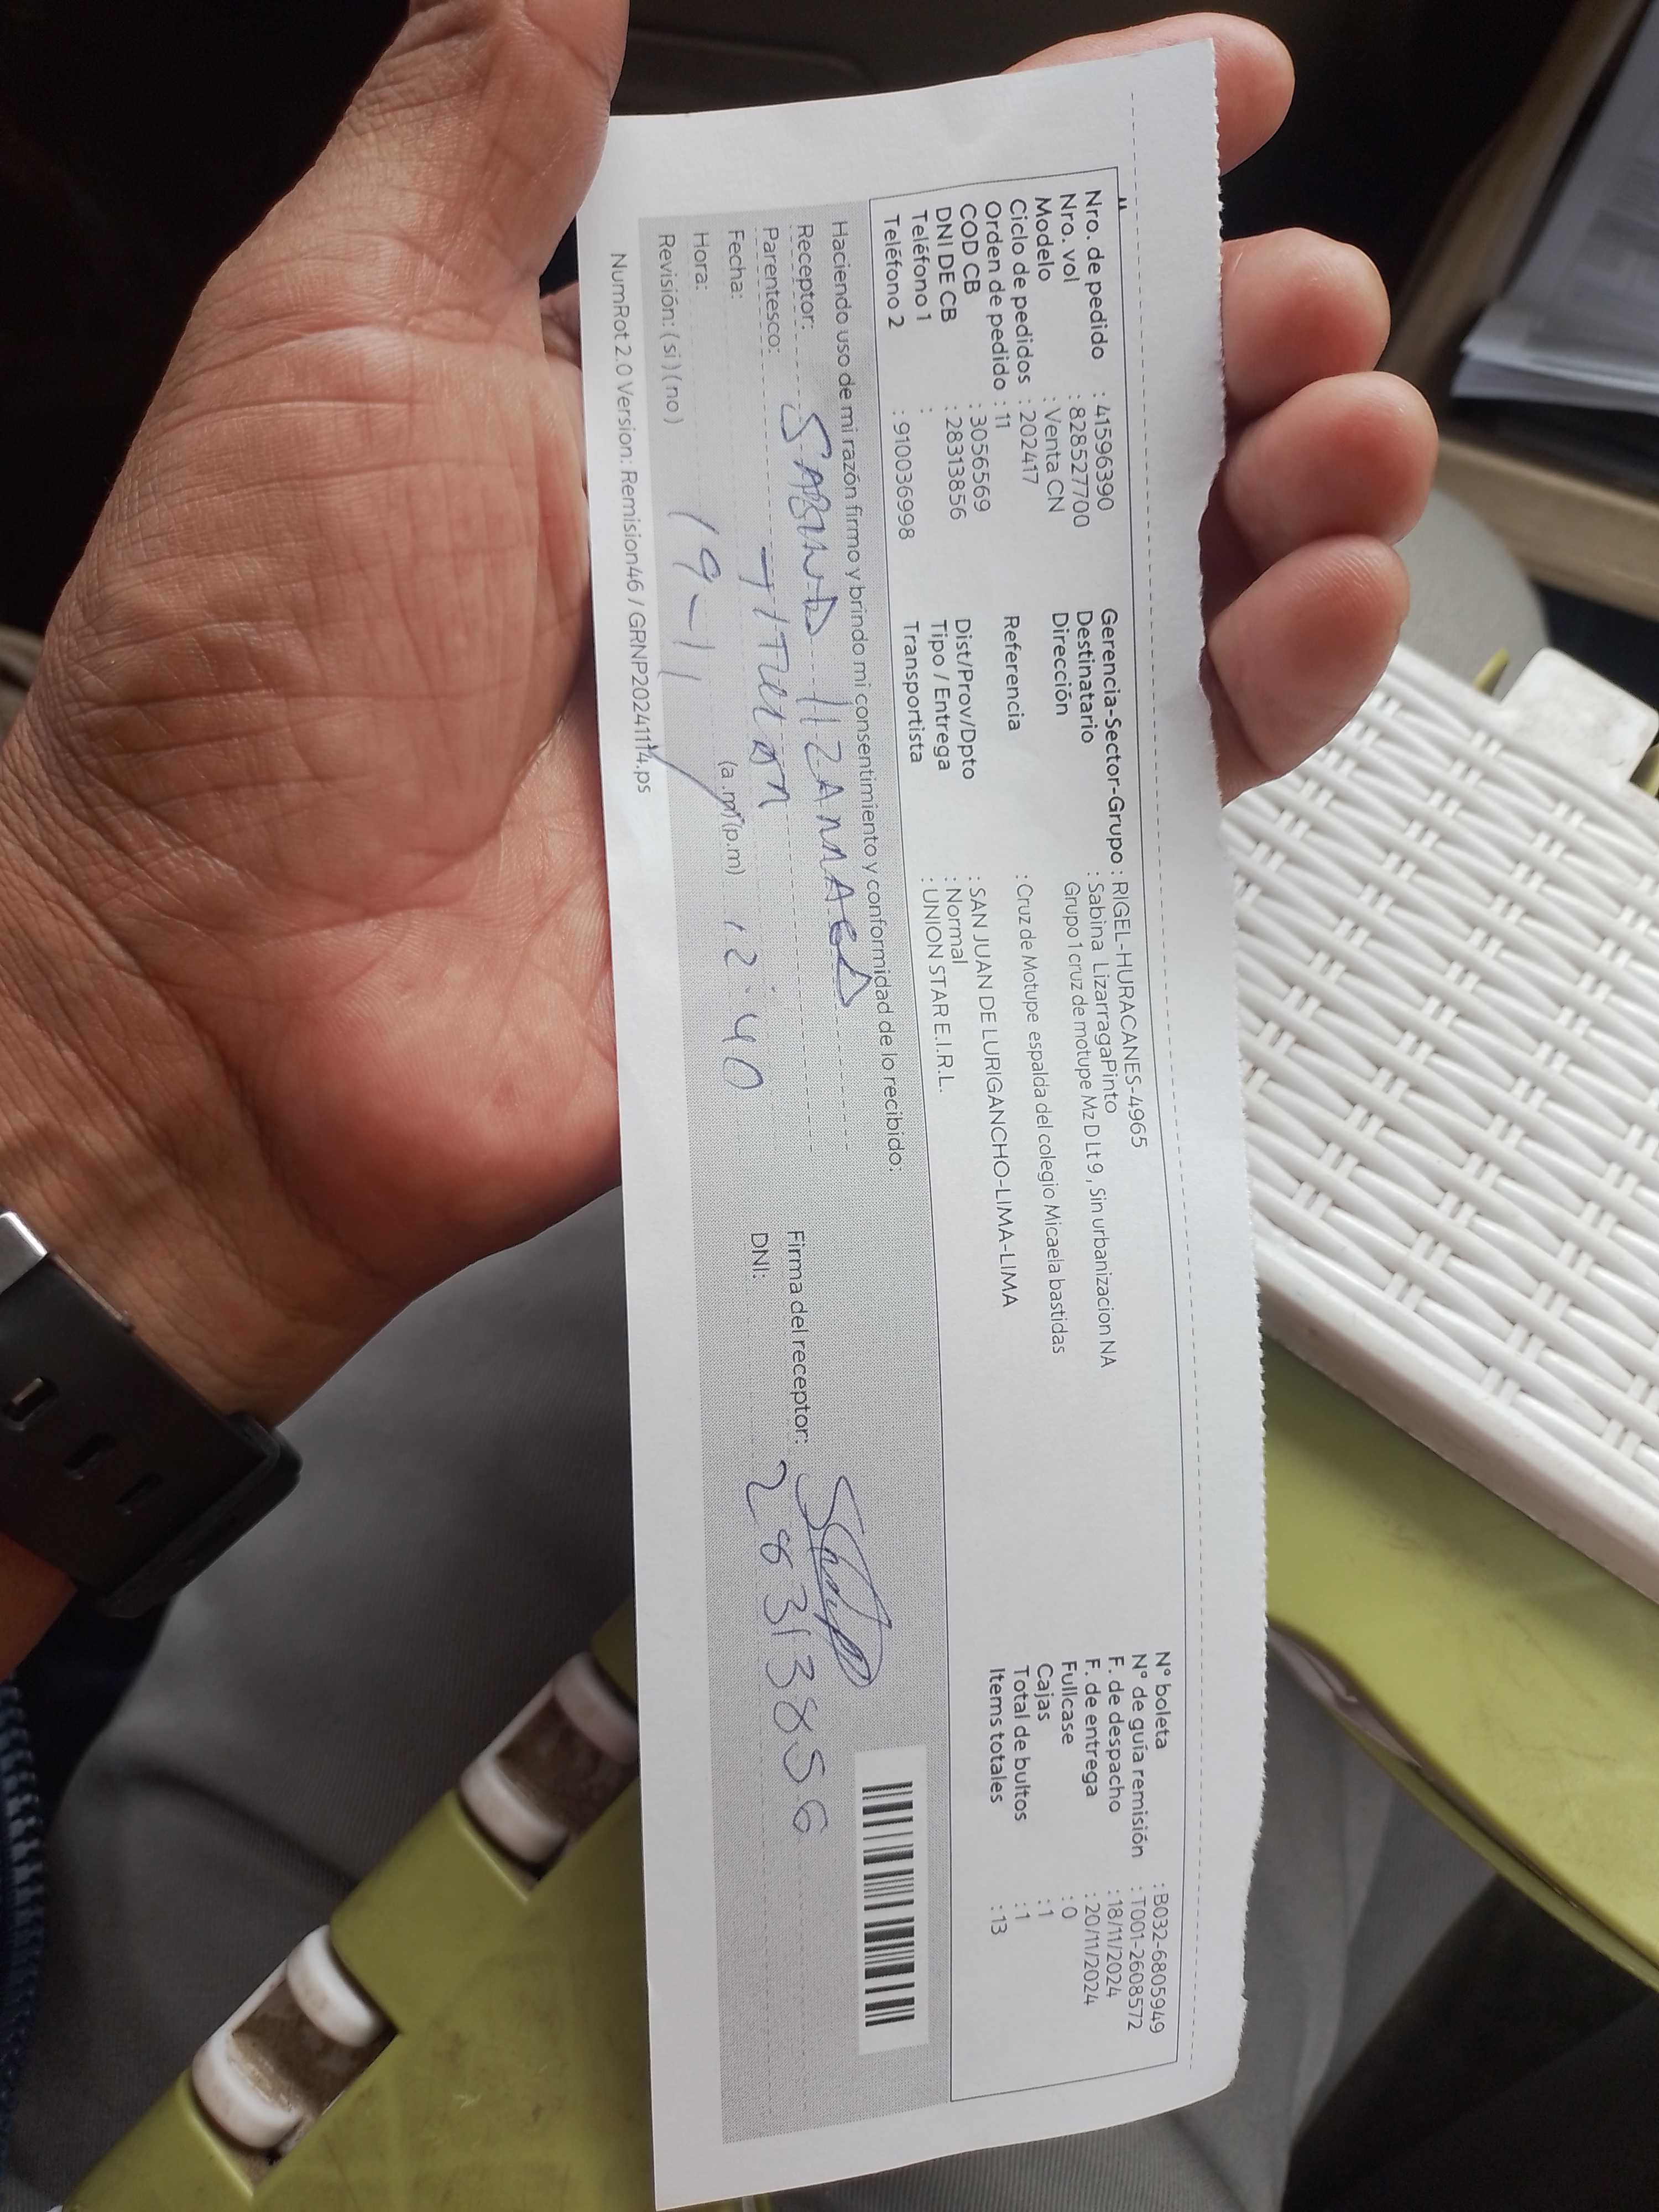 Nro. de pedido : 41596390
Nro. vol : 828527700
Modelo : Venta CN
Ciclo de pedidos : 202417
Orden de pedido : 11
COD CB : 3056569
DNI DE CB : 28313856
Teléfono 1 :
Teléfono 2 : 910036998
Gerencia-Sector-Grupo : RIGEL-HURACANES-4965
Destinatario : Sabina LizarragaPinto
Dirección Grupo 1 cruz de motupe Mz D Lt 9 , Sin urbanizacion NA
Referencia : Cruz de Motupe espalda del colegio Micaela bastidas
Dist/Prov/Dpto : SAN JUAN DE LURIGANCHO-LIMA-LIMA
Tipo / Entrega : Normal
Transportista : UNION STAR E.I.R.L.
N° boleta : B032-6805949
N° de guía remisión : T001-2608572
F. de despacho : 18/11/2024
F. de entrega : 20/11/2024
Fullcase : 0
Cajas : 1
Total de bultos : 1
Items totales : 13
Haciendo uso de mi razón firmo y brindo mi consentimiento y conformidad de lo recibido:
Receptor:
Parentesco:
Fecha: 19-11
Hora: (a.m) (p.m) 12:40
Revisión: (si) (no)
Firma del receptor:
DNI: 28313856
NumRot 2.0 Version: Remision46 / GRNP20241114.ps